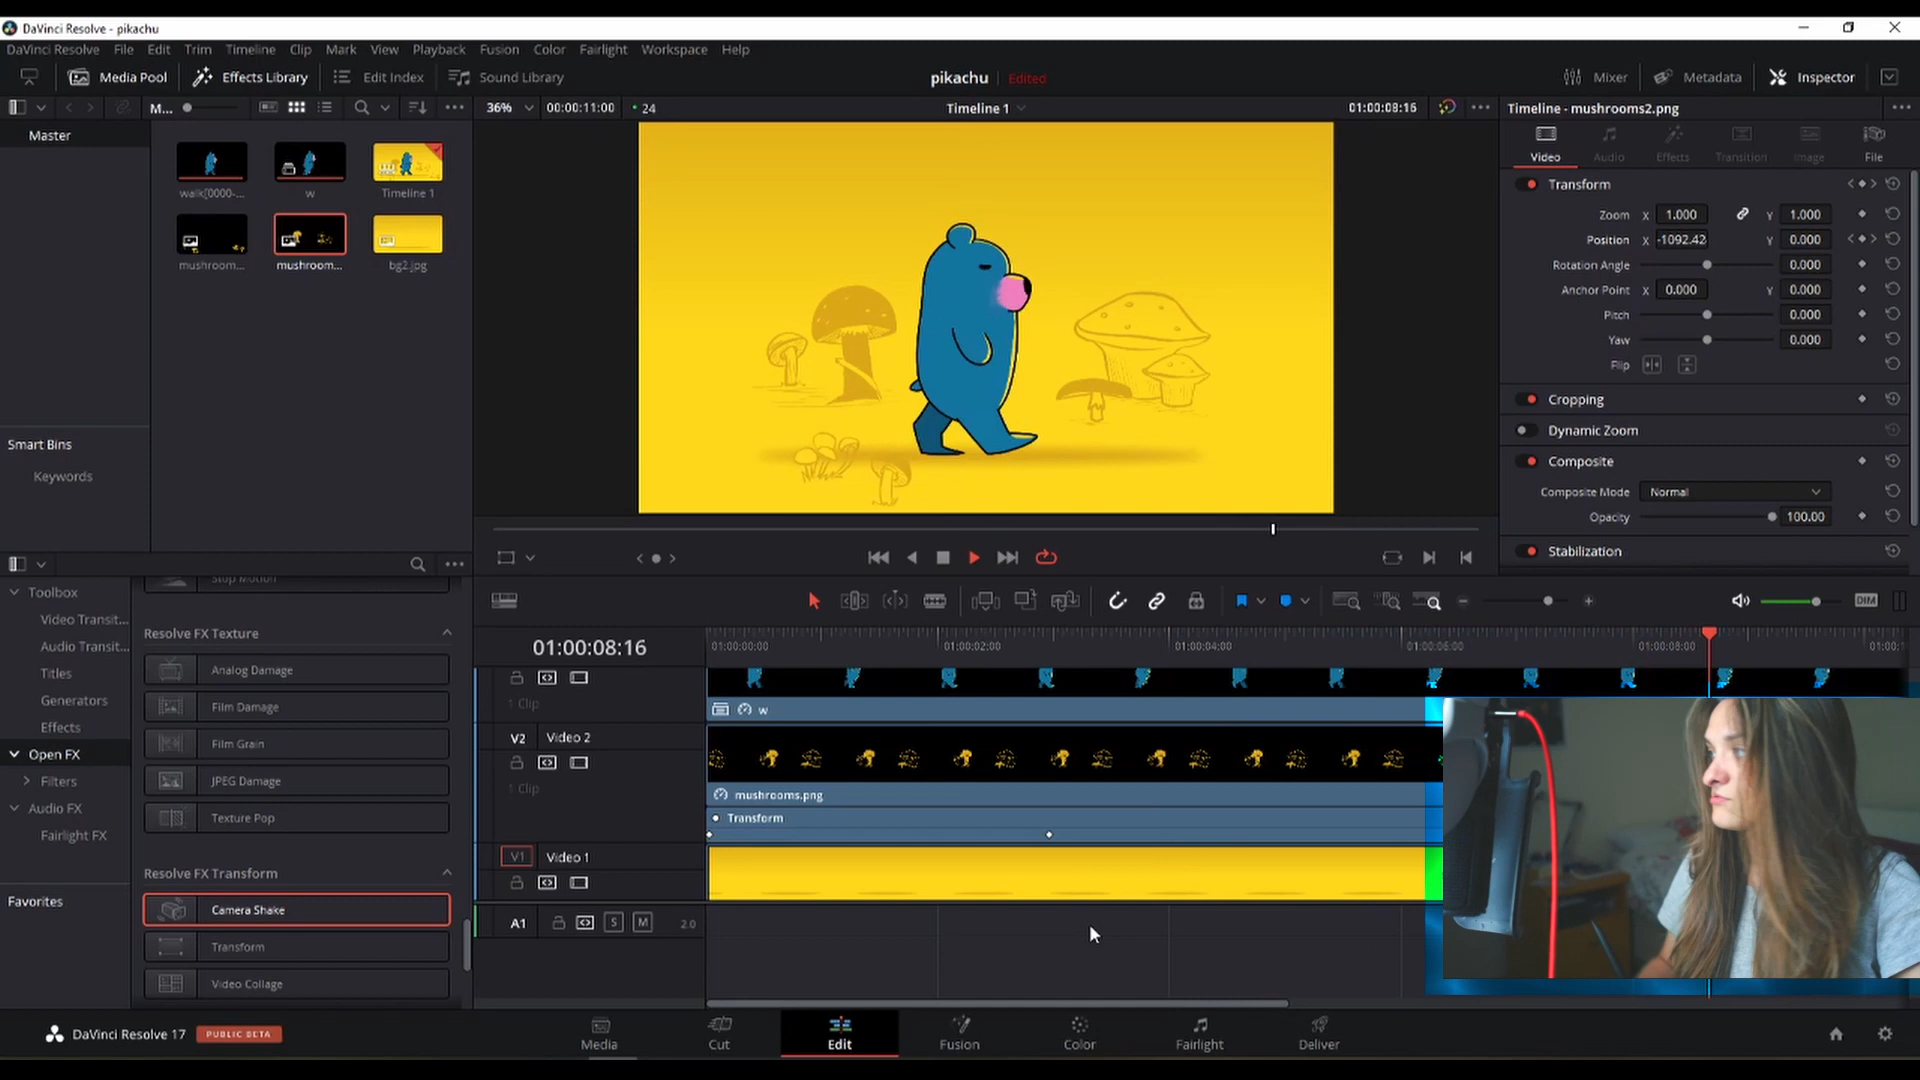 DaVinci Resolve - pikachu
DaVinci Resolve File Edit Trim Timeline Clip Mark View Playback Fusion Color Fairlight Workspace Help
Media Pool Effects Library Edit Index Sound Library pikachu Edited Mixer Metadata Inspector
M... 36% 00:00:11:00 24 Timeline 1 01:00:08:16 Timeline - mushrooms2.png
Master
walk[0000-... w Timeline 1
mushroom... mushroom... bg2.jpg
Video Audio Effects Transition Image File
Transform
Zoom X 1.000 Y 1.000
Position X -1092.42 Y 0.000
Rotation Angle 0.000
Anchor Point X 0.000 Y 0.000
Pitch 0.000
Yaw 0.000
Flip
Cropping
Dynamic Zoom
Composite
Composite Mode Normal
Opacity 100.00
Stabilization
Smart Bins
Keywords
Toolbox
Video Transit...
Audio Transit...
Titles
Generators
Effects
Open FX
Filters
Audio FX
Fairlight FX
Favorites
Stop Motion
Resolve FX Texture
Analog Damage
Film Damage
Film Grain
JPEG Damage
Texture Pop
Resolve FX Transform
Camera Shake
Transform
Video Collage
DIM
01:00:08:16 01:00:00:00 01:00:02:00 01:00:04:00 01:00:06:00 01:00:08:00 01:00:1
1 Clip w
V2 Video 2
1 Clip mushrooms.png
Transform
V1 Video 1
A1 S M 2.0
DaVinci Resolve 17 PUBLIC BETA
Media Cut Edit Fusion Color Fairlight Deliver